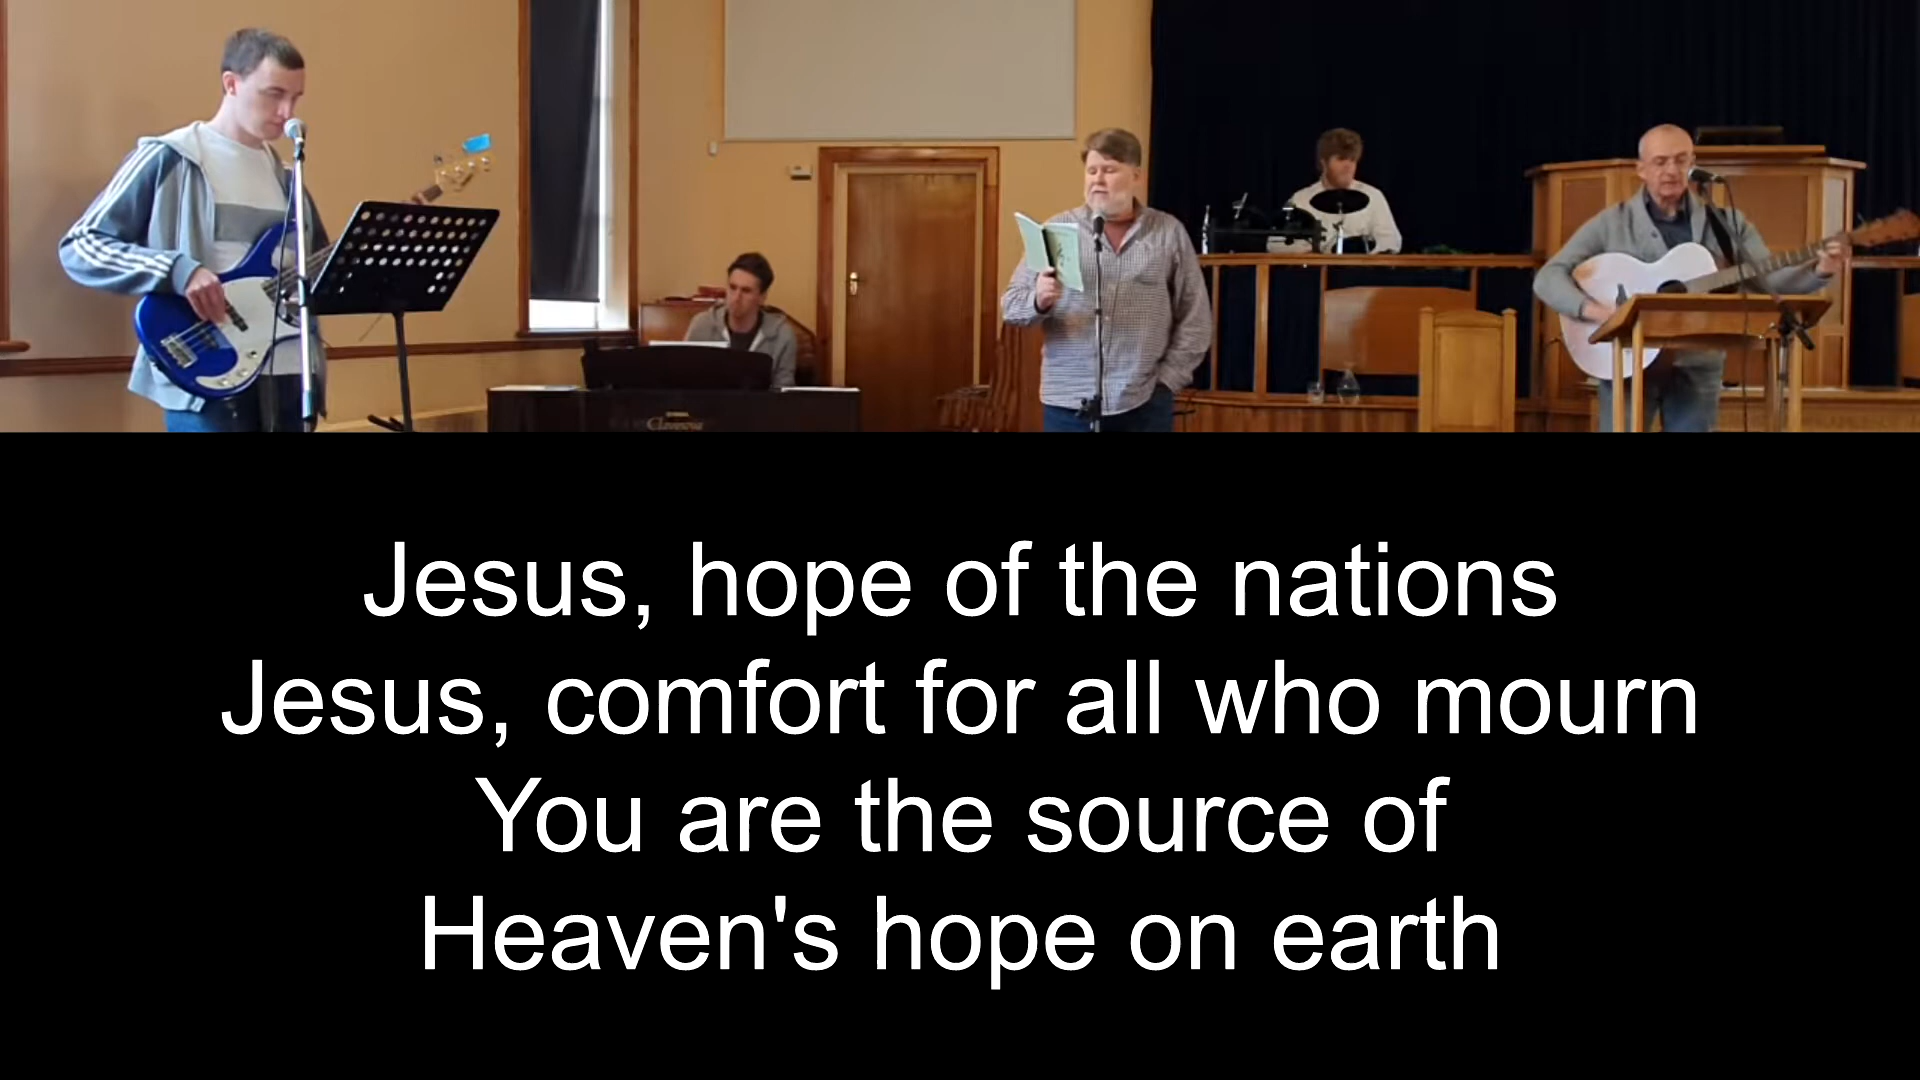 Clavinova
Jesus, hope of the nations
Jesus, comfort for all who mourn
You are the source of
Heaven's hope on earth